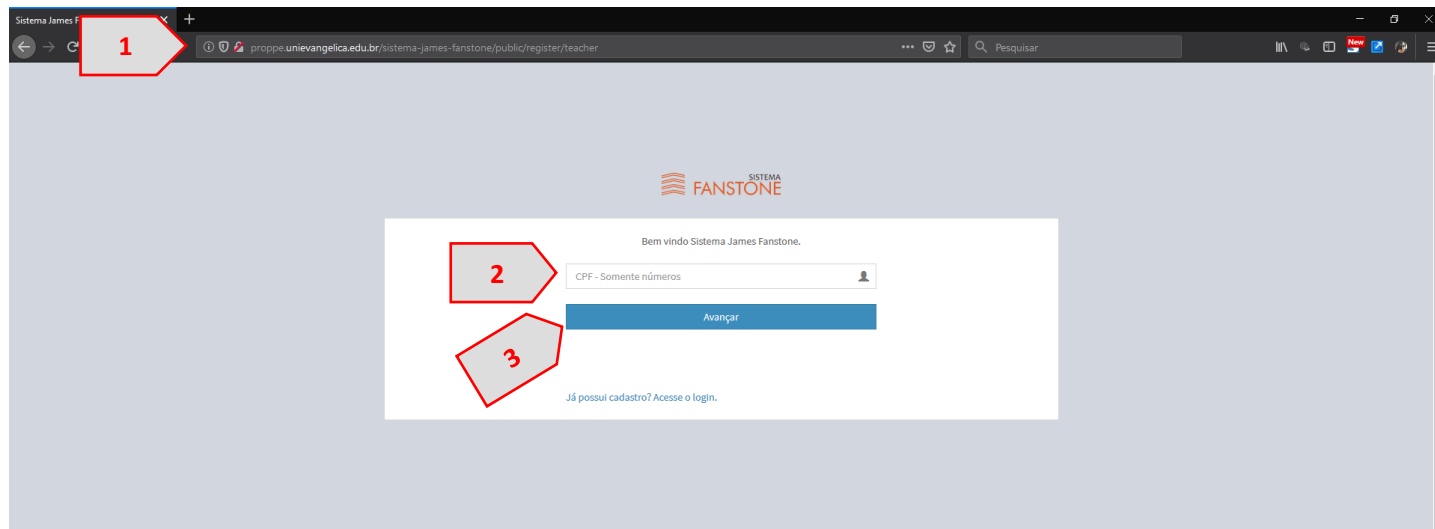 Sistema James F
1
proppe.unievangelica.edu.br/sistema-james-fanstone/public/register/teacher
Pesquisar
New
SISTEMA
FANSTONE
Bem vindo Sistema James Fanstone.
2
CPF - Somente números
Avançar
3
Já possui cadastro? Acesse o login.